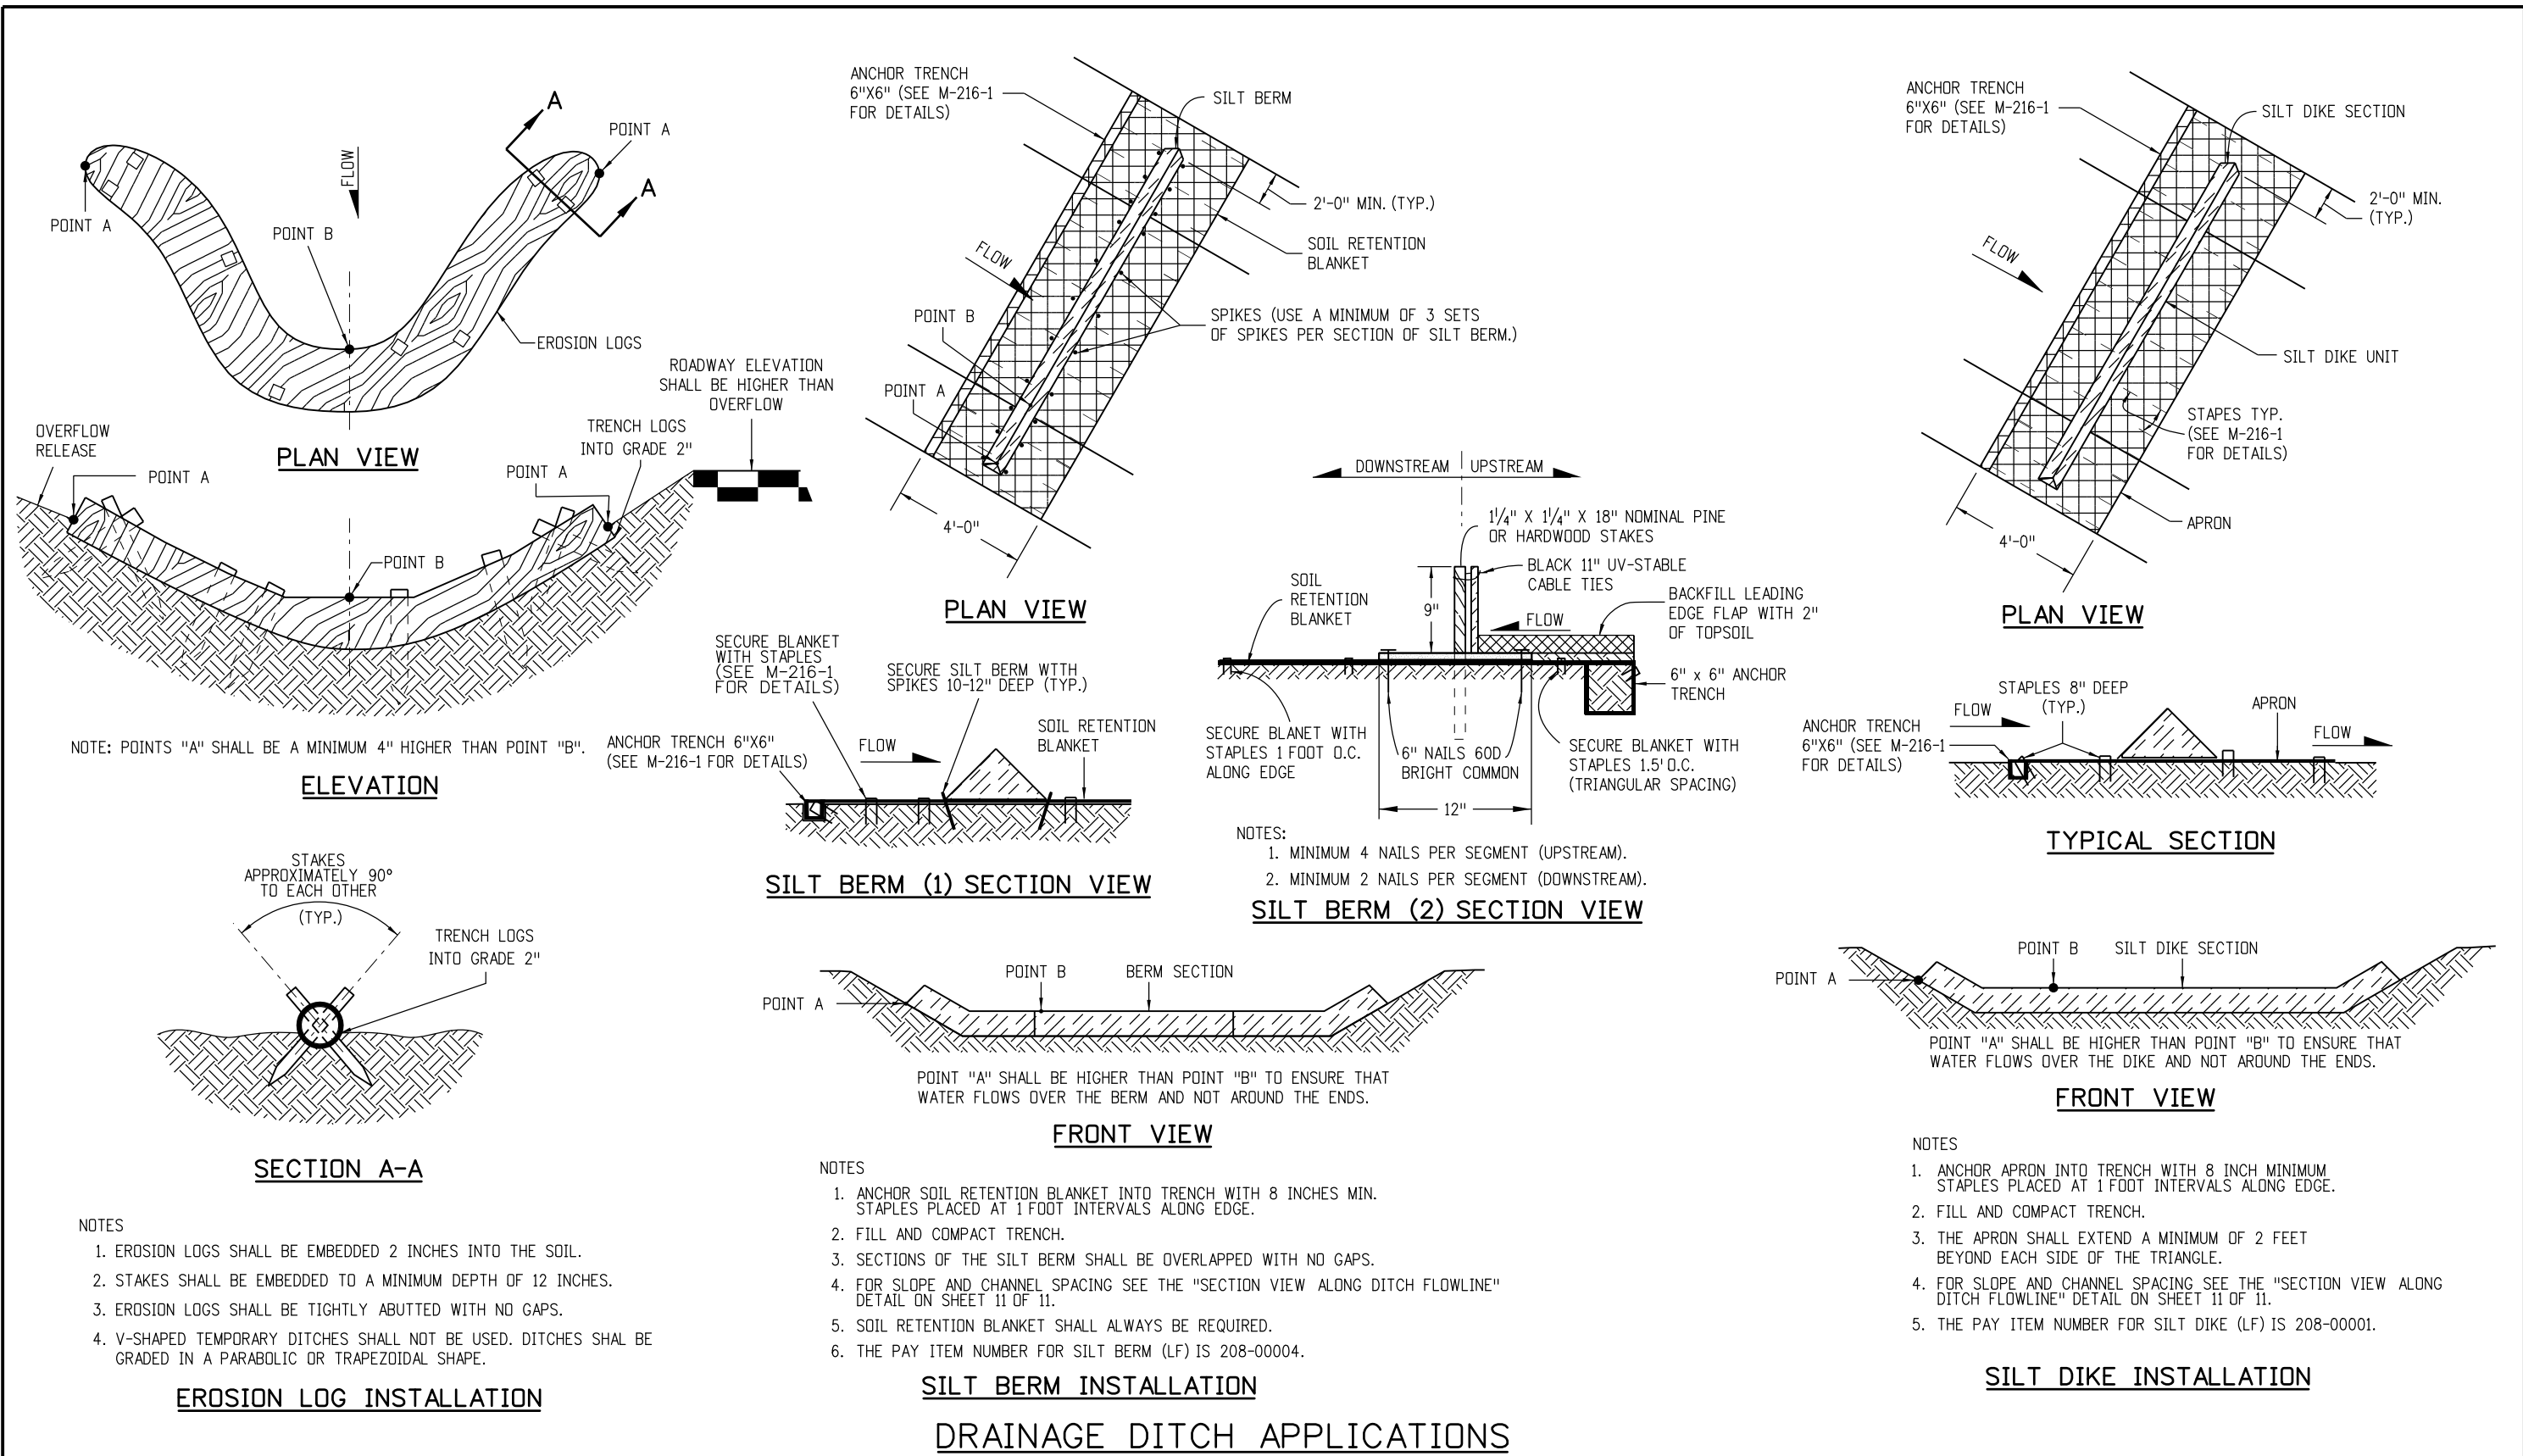 A
POINT A
A
FLOW
POINT A
POINT B
EROSION LOGS
PLAN VIEW
ROADWAY ELEVATION
SHALL BE HIGHER THAN
OVERFLOW
OVERFLOW
RELEASE
POINT A
TRENCH LOGS
INTO GRADE 2"
POINT A
POINT B
NOTE: POINTS "A" SHALL BE A MINIMUM 4" HIGHER THAN POINT "B".
ELEVATION
STAKES
APPROXIMATELY 90°
TO EACH OTHER
(TYP.)
TRENCH LOGS
INTO GRADE 2"
SECTION A-A
NOTES
1. EROSION LOGS SHALL BE EMBEDDED 2 INCHES INTO THE SOIL.
2. STAKES SHALL BE EMBEDDED TO A MINIMUM DEPTH OF 12 INCHES.
3. EROSION LOGS SHALL BE TIGHTLY ABUTTED WITH NO GAPS.
4. V-SHAPED TEMPORARY DITCHES SHALL NOT BE USED. DITCHES SHAL BE
GRADED IN A PARABOLIC OR TRAPEZOIDAL SHAPE.
EROSION LOG INSTALLATION
ANCHOR TRENCH
6"X6" (SEE M-216-1
FOR DETAILS)
SILT BERM
2'-0" MIN. (TYP.)
SOIL RETENTION
BLANKET
FLOW
SPIKES (USE A MINIMUM OF 3 SETS
OF SPIKES PER SECTION OF SILT BERM.)
POINT B
POINT A
4'-0"
PLAN VIEW
SECURE BLANKET
WITH STAPLES
(SEE M-216-1
FOR DETAILS)
SECURE SILT BERM WTTH
SPIKES 10-12" DEEP (TYP.)
SOIL RETENTION
BLANKET
ANCHOR TRENCH 6"X6"
(SEE M-216-1 FOR DETAILS)
FLOW
SILT BERM (1) SECTION VIEW
DOWNSTREAM
UPSTREAM
1 1/4" X 1 1/4" X 18" NOMINAL PINE
OR HARDWOOD STAKES
BLACK 11" UV-STABLE
CABLE TIES
SOIL
RETENTION
BLANKET
9"
FLOW
BACKFILL LEADING
EDGE FLAP WITH 2"
OF TOPSOIL
6" x 6" ANCHOR
TRENCH
SECURE BLANET WITH
STAPLES 1 FOOT O.C.
ALONG EDGE
6" NAILS 60D
BRIGHT COMMON
SECURE BLANKET WITH
STAPLES 1.5' O.C.
(TRIANGULAR SPACING)
12"
NOTES:
1. MINIMUM 4 NAILS PER SEGMENT (UPSTREAM).
2. MINIMUM 2 NAILS PER SEGMENT (DOWNSTREAM).
SILT BERM (2) SECTION VIEW
POINT B
BERM SECTION
POINT A
POINT "A" SHALL BE HIGHER THAN POINT "B" TO ENSURE THAT
WATER FLOWS OVER THE BERM AND NOT AROUND THE ENDS.
FRONT VIEW
NOTES
1. ANCHOR SOIL RETENTION BLANKET INTO TRENCH WITH 8 INCHES MIN.
STAPLES PLACED AT 1 FOOT INTERVALS ALONG EDGE.
2. FILL AND COMPACT TRENCH.
3. SECTIONS OF THE SILT BERM SHALL BE OVERLAPPED WITH NO GAPS.
4. FOR SLOPE AND CHANNEL SPACING SEE THE "SECTION VIEW ALONG DITCH FLOWLINE"
DETAIL ON SHEET 11 OF 11.
5. SOIL RETENTION BLANKET SHALL ALWAYS BE REQUIRED.
6. THE PAY ITEM NUMBER FOR SILT BERM (LF) IS 208-00004.
SILT BERM INSTALLATION
ANCHOR TRENCH
6"X6" (SEE M-216-1
FOR DETAILS)
SILT DIKE SECTION
2'-0" MIN.
(TYP.)
FLOW
SILT DIKE UNIT
STAPES TYP.
(SEE M-216-1
FOR DETAILS)
APRON
4'-0"
PLAN VIEW
STAPLES 8" DEEP
(TYP.)
FLOW
APRON
FLOW
ANCHOR TRENCH
6"X6" (SEE M-216-1
FOR DETAILS)
TYPICAL SECTION
POINT B
SILT DIKE SECTION
POINT A
POINT "A" SHALL BE HIGHER THAN POINT "B" TO ENSURE THAT
WATER FLOWS OVER THE DIKE AND NOT AROUND THE ENDS.
FRONT VIEW
NOTES
1. ANCHOR APRON INTO TRENCH WITH 8 INCH MINIMUM
STAPLES PLACED AT 1 FOOT INTERVALS ALONG EDGE.
2. FILL AND COMPACT TRENCH.
3. THE APRON SHALL EXTEND A MINIMUM OF 2 FEET
BEYOND EACH SIDE OF THE TRIANGLE.
4. FOR SLOPE AND CHANNEL SPACING SEE THE "SECTION VIEW ALONG
DITCH FLOWLINE" DETAIL ON SHEET 11 OF 11.
5. THE PAY ITEM NUMBER FOR SILT DIKE (LF) IS 208-00001.
SILT DIKE INSTALLATION
DRAINAGE DITCH APPLICATIONS